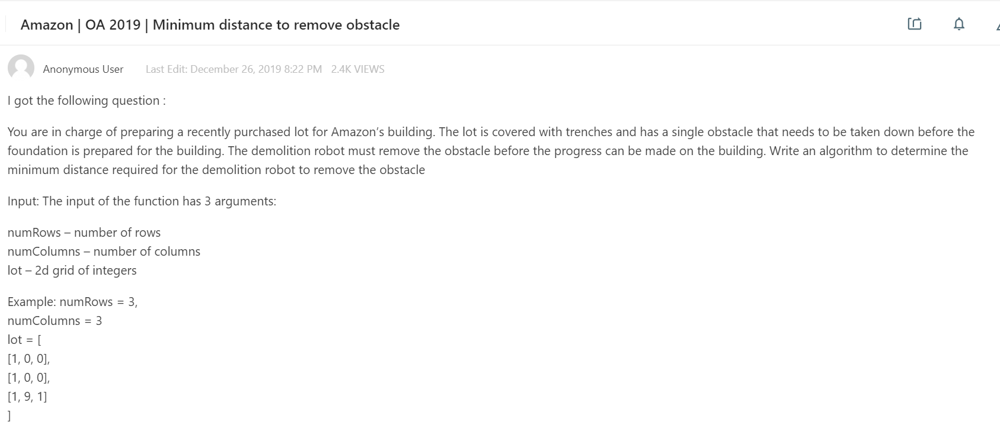 Amazon | OA 2019 | Minimum distance to remove obstacle
Anonymous User Last Edit: December 26, 2019 8:22 PM 2.4K VIEWS
I got the following question :
You are in charge of preparing a recently purchased lot for Amazon’s building. The lot is covered with trenches and has a single obstacle that needs to be taken down before the
foundation is prepared for the building. The demolition robot must remove the obstacle before the progress can be made on the building. Write an algorithm to determine the
minimum distance required for the demolition robot to remove the obstacle
Input: The input of the function has 3 arguments:
numRows – number of rows
numColumns – number of columns
lot – 2d grid of integers
Example: numRows = 3,
numColumns = 3
lot = [
[1, 0, 0],
[1, 0, 0],
[1, 9, 1]
]